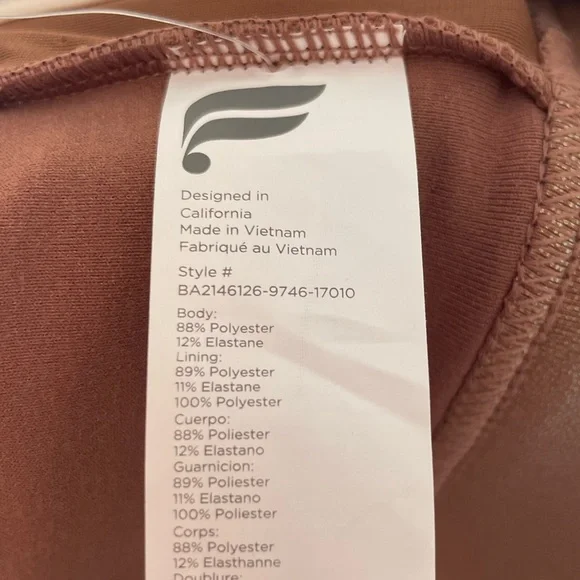 Designed in
California
Made in Vietnam
Fabriqué au Vietnam
Style #
BA2146126-9746-17010
Body:
88% Polyester
12% Elastane
Lining:
89% Polyester
11% Elastane
100% Polyester
Cuerpo:
88% Poliester
12% Elastano
Guarnicion:
89% Poliester
11% Elastano
100% Poliester
Corps:
88% Polyester
12% Elasthanne
Doublure: